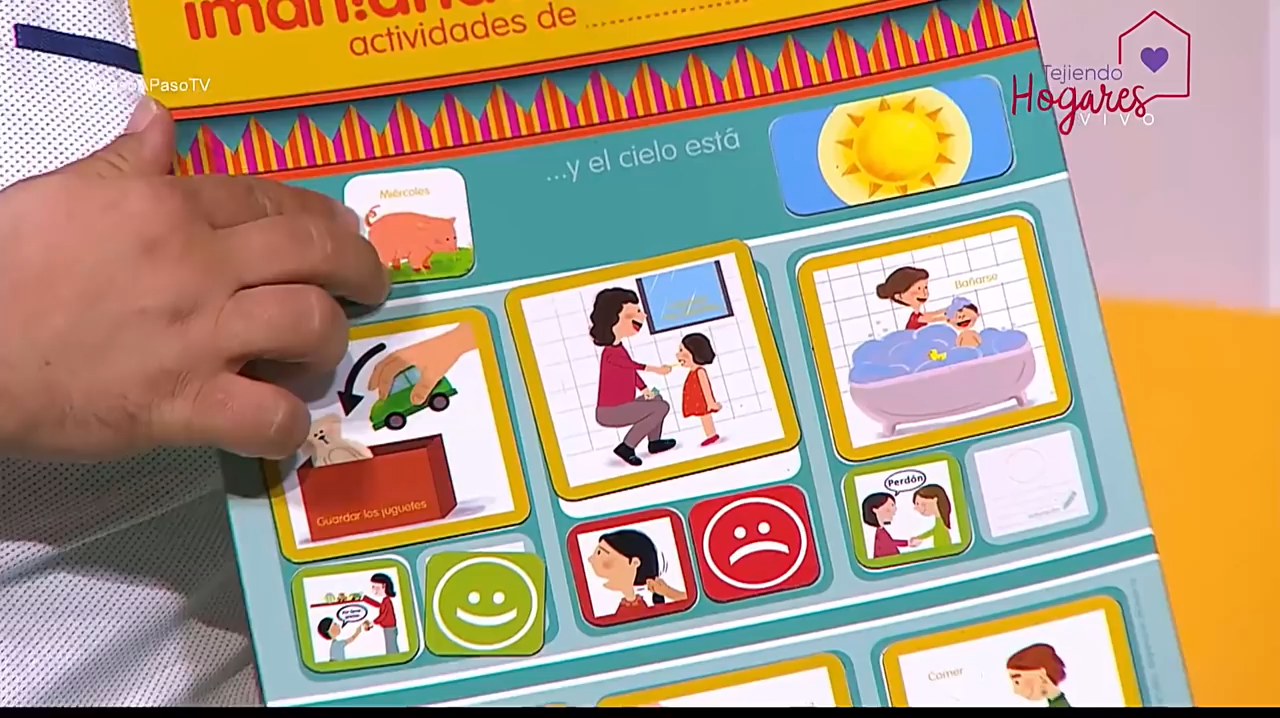 actividades de
PasoTV
Tejiendo
Hogares
VIVO
...y el cielo está
Miércoles
Bañarse
Guardar los juguetes
Perdón
Comer